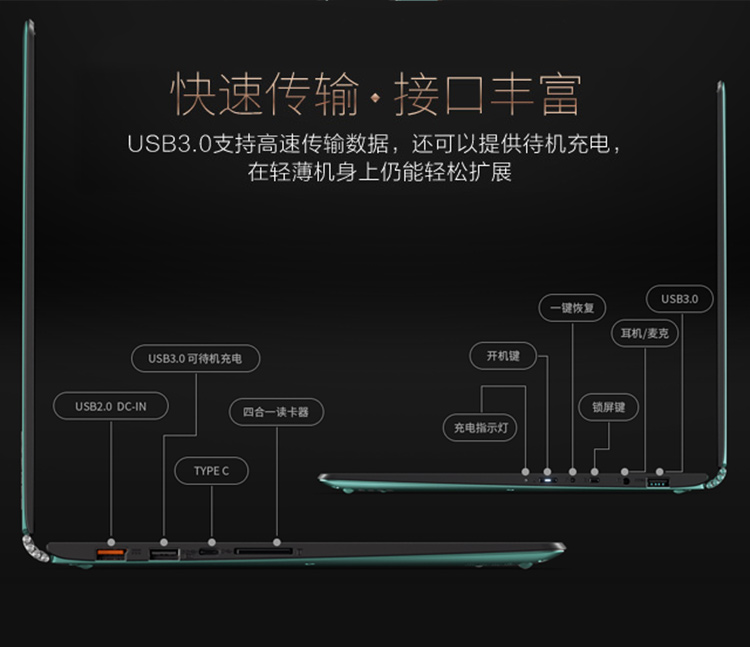 快速传输·接口丰富
USB3.0支持高速传输数据，还可以提供待机充电，
在轻薄机身上仍能轻松扩展
USB3.0
一键恢复
耳机/麦克
开机键
USB3.0 可待机充电
USB2.0 DC-IN
四合一读卡器
锁屏键
充电指示灯
TYPE C